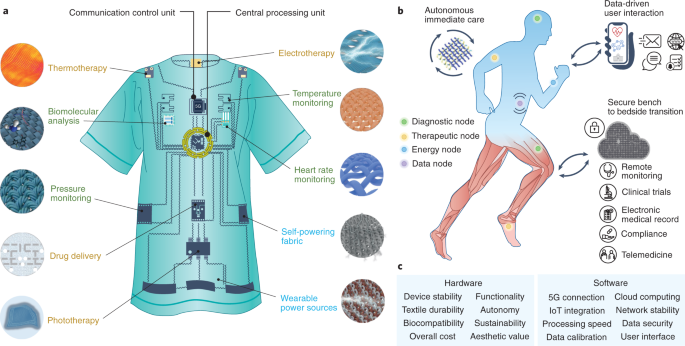 a
Communication control unit
Central processing unit
Thermotherapy
Electrotherapy
Biomolecular
analysis
Temperature
monitoring
5G
Pressure
monitoring
Heart rate
monitoring
Drug delivery
Self-powering
fabric
Phototherapy
Wearable
power sources
b
Autonomous
immediate care
Data-driven
user interaction
Diagnostic node
Therapeutic node
Energy node
Data node
Secure bench
to bedside transition
Remote
monitoring
Clinical trials
Electronic
medical record
Compliance
Telemedicine
c
Hardware
Device stability Functionality
Textile durability Autonomy
Biocompatibility Sustainability
Overall cost Aesthetic value
Software
5G connection Cloud computing
IoT integration Network stability
Processing speed Data security
Data calibration User interface